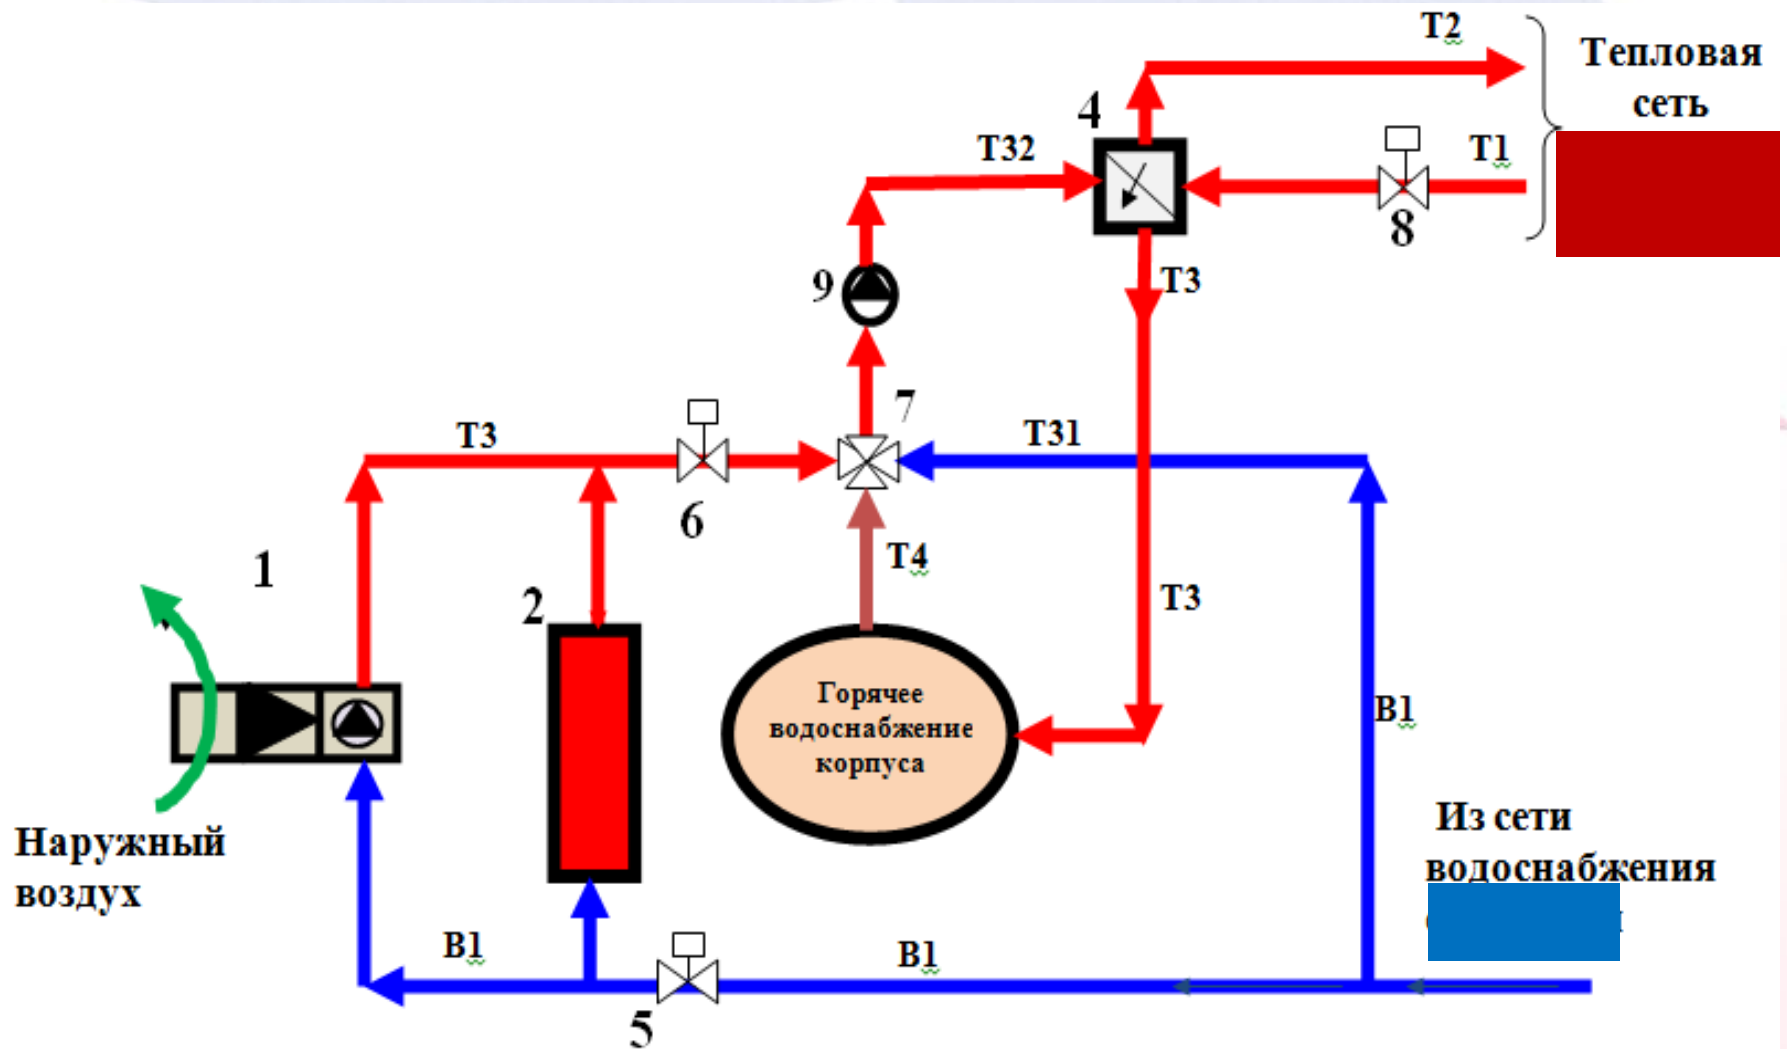 Т2
Тепловая
сеть
4
Т32
Т1
8
9
Т3
7
Т3
Т31
6
1
Т4
2
Т3
Горячее
водоснабжение
корпуса
В1
Наружный
воздух
Из сети
водоснабжения
В1
В1
5